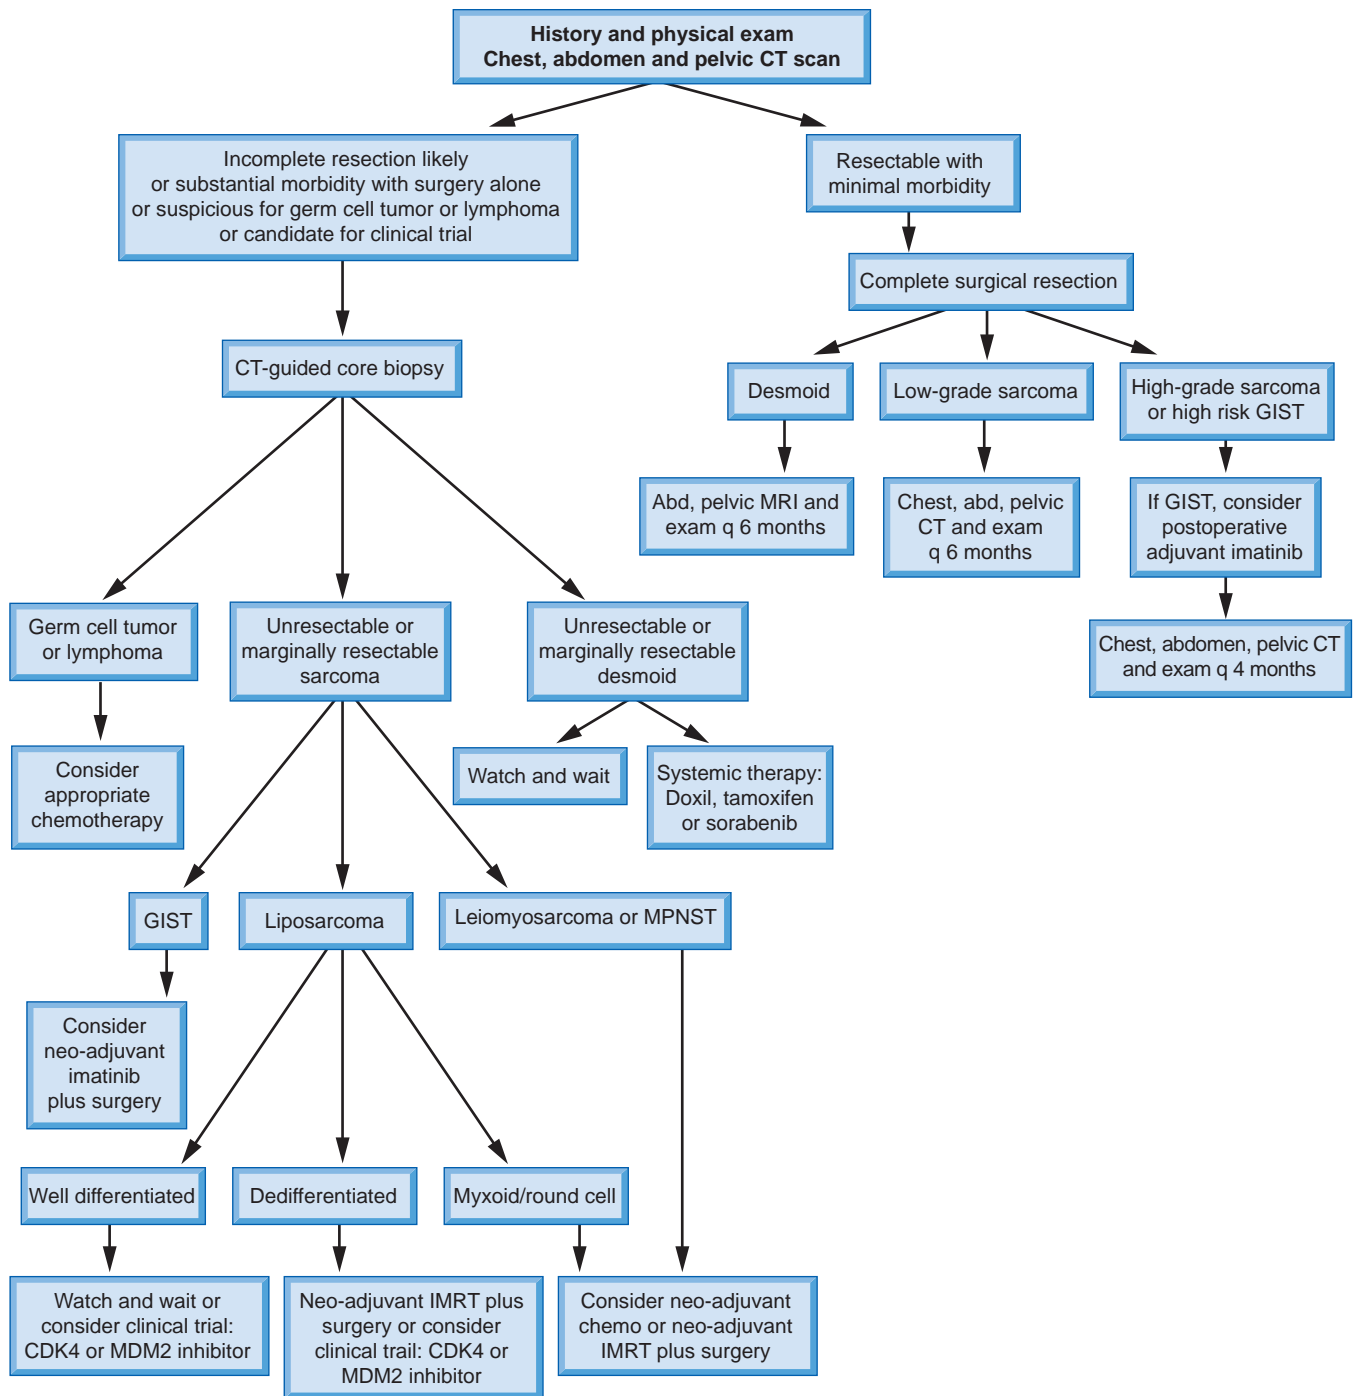 History and physical exam
Chest, abdomen and pelvic CT scan
Incomplete resection likely
or substantial morbidity with surgery alone
or suspicious for germ cell tumor or lymphoma
or candidate for clinical trial
Resectable with
minimal morbidity
Complete surgical resection
CT-guided core biopsy
Desmoid
Low-grade sarcoma
High-grade sarcoma
or high risk GIST
Abd, pelvic MRI and
exam q 6 months
Chest, abd, pelvic
CT and exam
q 6 months
If GIST, consider
postoperative
adjuvant imatinib
Chest, abdomen, pelvic CT
and exam q 4 months
Germ cell tumor
or lymphoma
Unresectable or
marginally resectable
sarcoma
Unresectable or
marginally resectable
desmoid
Consider
appropriate
chemotherapy
Watch and wait
Systemic therapy:
Doxil, tamoxifen
or sorabenib
GIST
Liposarcoma
Leiomyosarcoma or MPNST
Consider
neo-adjuvant
imatinib
plus surgery
Well differentiated
Dedifferentiated
Myxoid/round cell
Watch and wait or
consider clinical trial:
CDK4 or MDM2 inhibitor
Neo-adjuvant IMRT plus
surgery or consider
clinical trail: CDK4 or
MDM2 inhibitor
Consider neo-adjuvant
chemo or neo-adjuvant
IMRT plus surgery